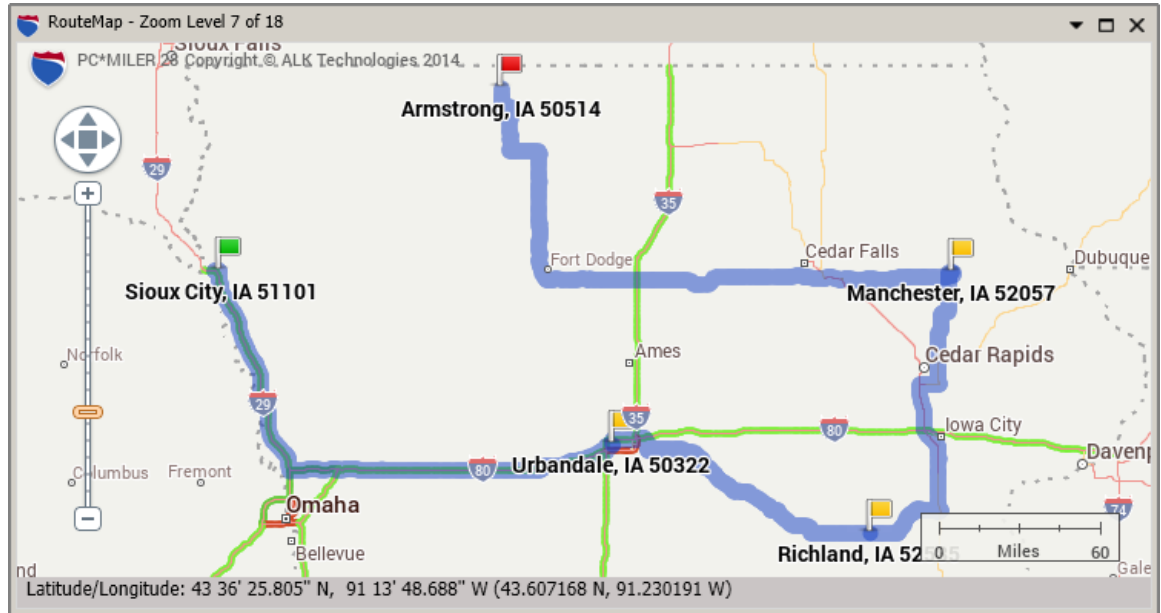 RouteMap - Zoom Level 7 of 18
Sioux Falls
PC*MILER 28 Copyright © ALK Technologies 2014
Armstrong, IA 50514
29
35
Fort Dodge
Cedar Falls
Dubuque
Sioux City, IA 51101
Manchester, IA 52057
Norfolk
Ames
Cedar Rapids
29
35
80
Iowa City
Urbandale, IA 50322
80
Davenp
Columbus
Fremont
Omaha
74
Bellevue
Richland, IA
0 Miles 60
nd
Gale
Latitude/Longitude: 43 36' 25.805" N, 91 13' 48.688" W (43.607168 N, 91.230191 W)